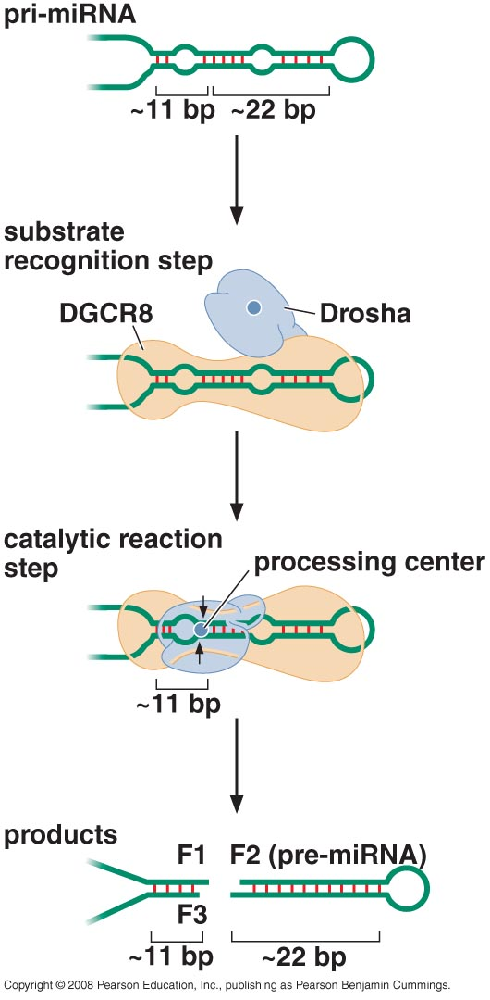 pri-miRNA
~11 bp
~22 bp
substrate
recognition step
DGCR8
Drosha
catalytic reaction
step
processing center
~11 bp
products
F1
F2 (pre-miRNA)
F3
~11 bp
~22 bp
Copyright © 2008 Pearson Education, Inc., publishing as Pearson Benjamin Cummings.